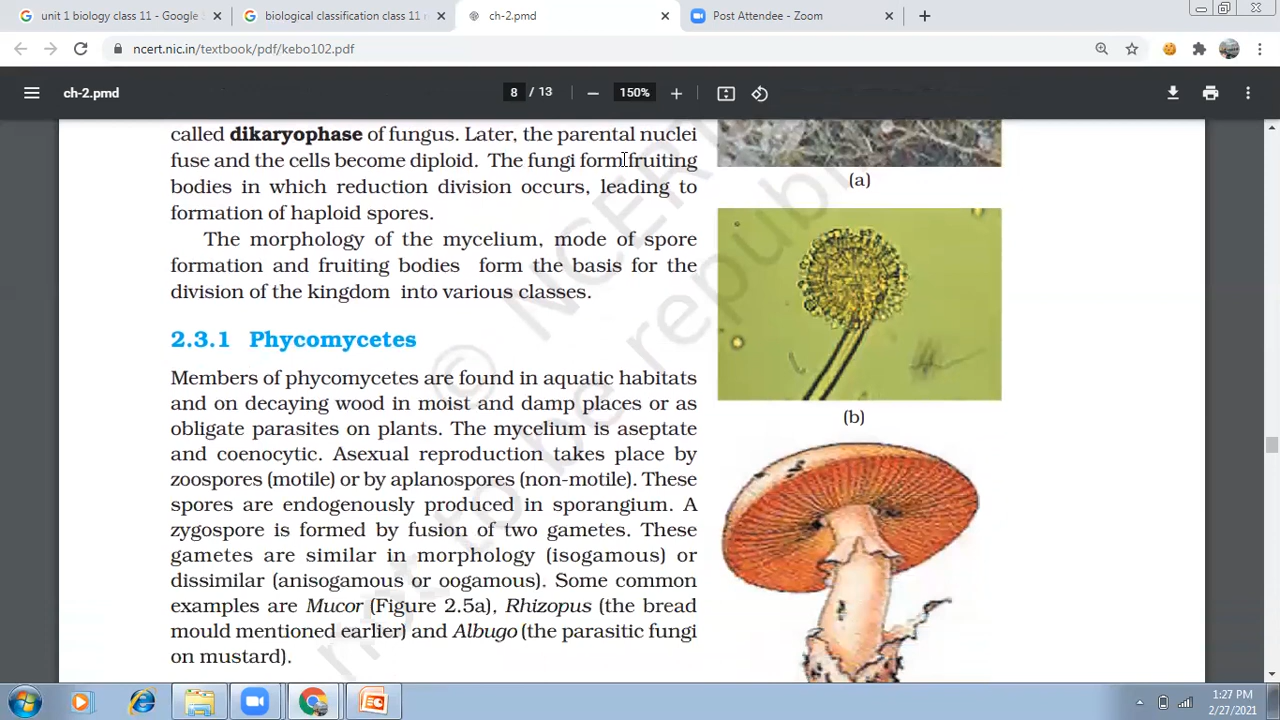 unit 1 biology class 11 - Google
biological classification class 11
ch-2.pmd
Post Attendee - Zoom
ncert.nic.in/textbook/pdf/kebo102.pdf
ch-2.pmd
8 / 13
150%
called dikaryophase of fungus. Later, the parental nuclei
fuse and the cells become diploid. The fungi form fruiting
bodies in which reduction division occurs, leading to
formation of haploid spores.
The morphology of the mycelium, mode of spore
formation and fruiting bodies form the basis for the
division of the kingdom into various classes.
2.3.1 Phycomycetes
Members of phycomycetes are found in aquatic habitats
and on decaying wood in moist and damp places or as
obligate parasites on plants. The mycelium is aseptate
and coenocytic. Asexual reproduction takes place by
zoospores (motile) or by aplanospores (non-motile). These
spores are endogenously produced in sporangium. A
zygospore is formed by fusion of two gametes. These
gametes are similar in morphology (isogamous) or
dissimilar (anisogamous or oogamous). Some common
examples are Mucor (Figure 2.5a), Rhizopus (the bread
mould mentioned earlier) and Albugo (the parasitic fungi
on mustard).
(a)
(b)
© NCERT
not to be republi
1:27 PM
2/27/2021